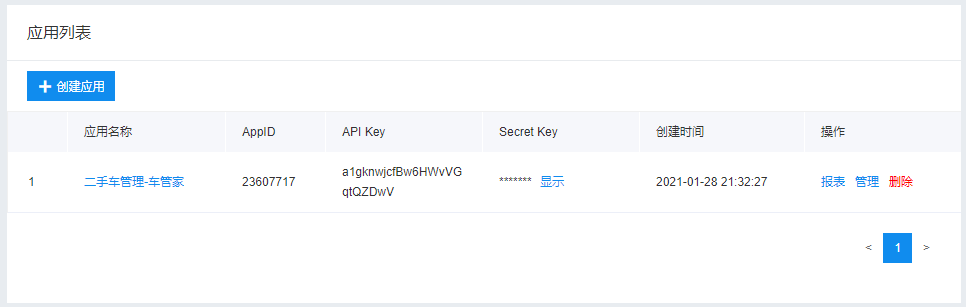 应用列表
创建应用
应用名称 AppID API Key Secret Key 创建时间 操作
1 二手车管理-车管家 23607717 a1gknwjcfBw6HWvVG ******* 显示 2021-01-28 21:32:27 报表 管理 删除
qtQZDwV
< 1 >